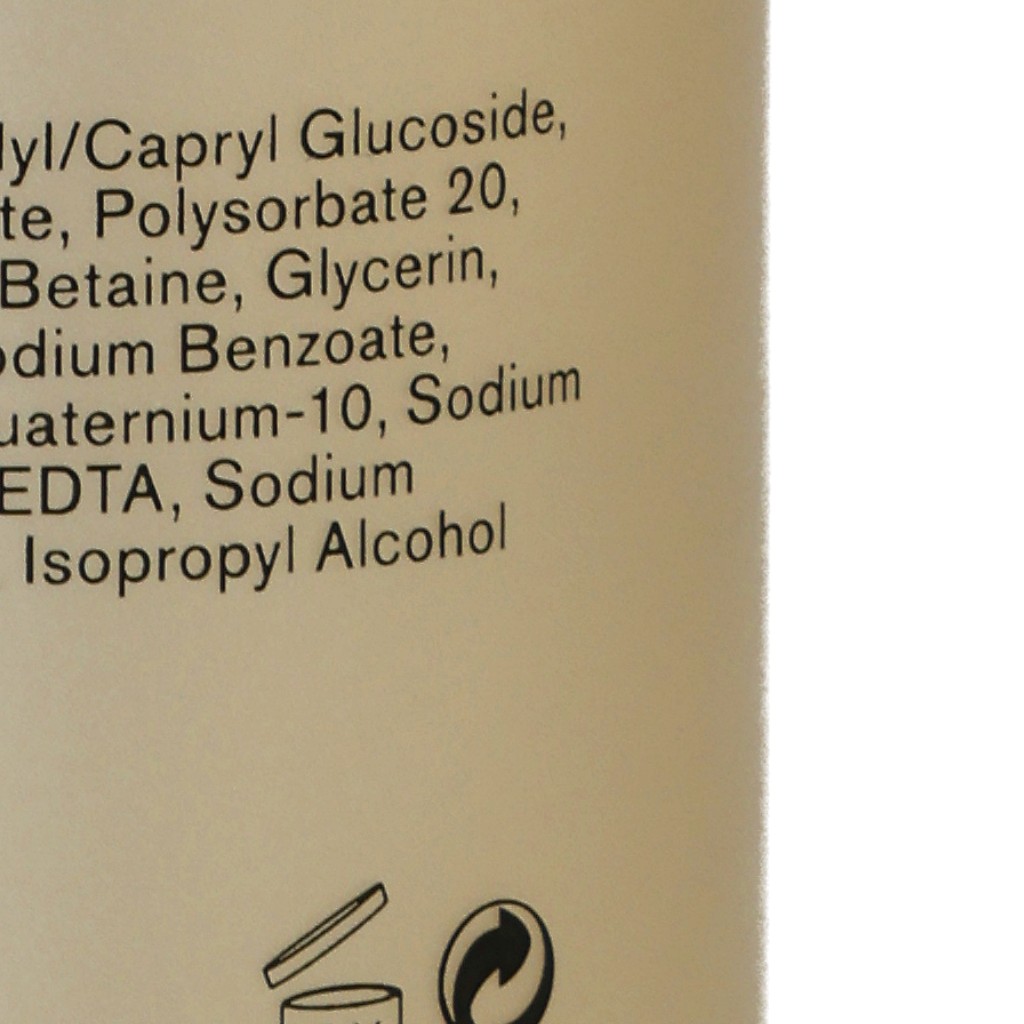 lyl/Capryl Glucoside,
te, Polysorbate 20,
Betaine, Glycerin,
odium Benzoate,
uaternium-10, Sodium
EDTA, Sodium
Isopropyl Alcohol